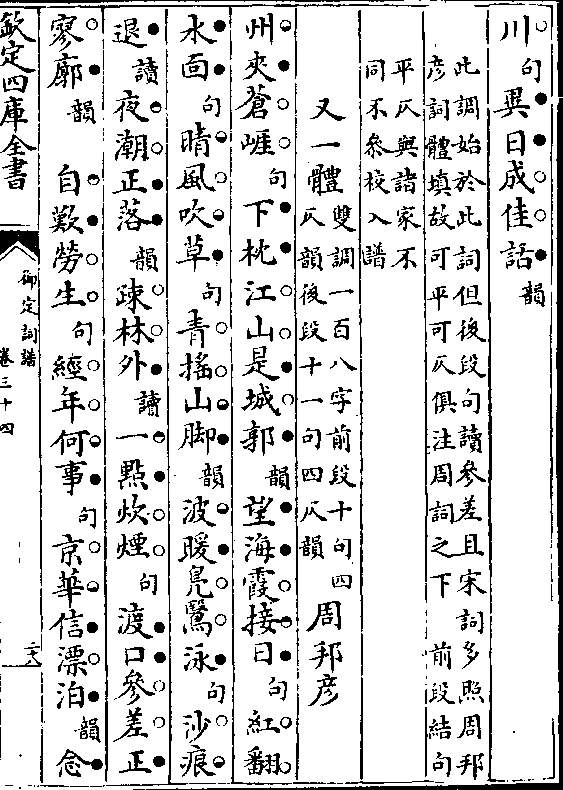 川句異日成佳話韻
此調始於此詞但後段句讀參差且宋詞多照周邦
彦詞體填故可平可仄俱注周詞之下　前段結句
平仄與諸家不
同不參校入譜
又一體
雙調一百八字前段十句四
仄韻後段十一句四仄韻
周邦彦
州夾蒼崕句下枕江山是城郭韻望海霞接日句紅翻
水面句晴風吹草句青摇山脚韻波暖鳧鷖泳句沙痕
退讀夜潮正落韻疎林外讀一點炊煙句渡口參差正
寥廓韻　自歎勞生句經年何事句京華信漂泊韻念
欽定四庫全書
御定詞譜
卷三十四